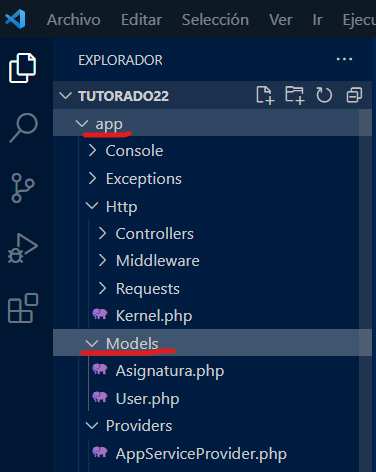 Archivo Editar Selección Ver Ir Ejecu
EXPLORADOR
TUTORADO22
app
Console
Exceptions
Http
Controllers
Middleware
Requests
Kernel.php
Models
Asignatura.php
User.php
Providers
AppServiceProvider.php